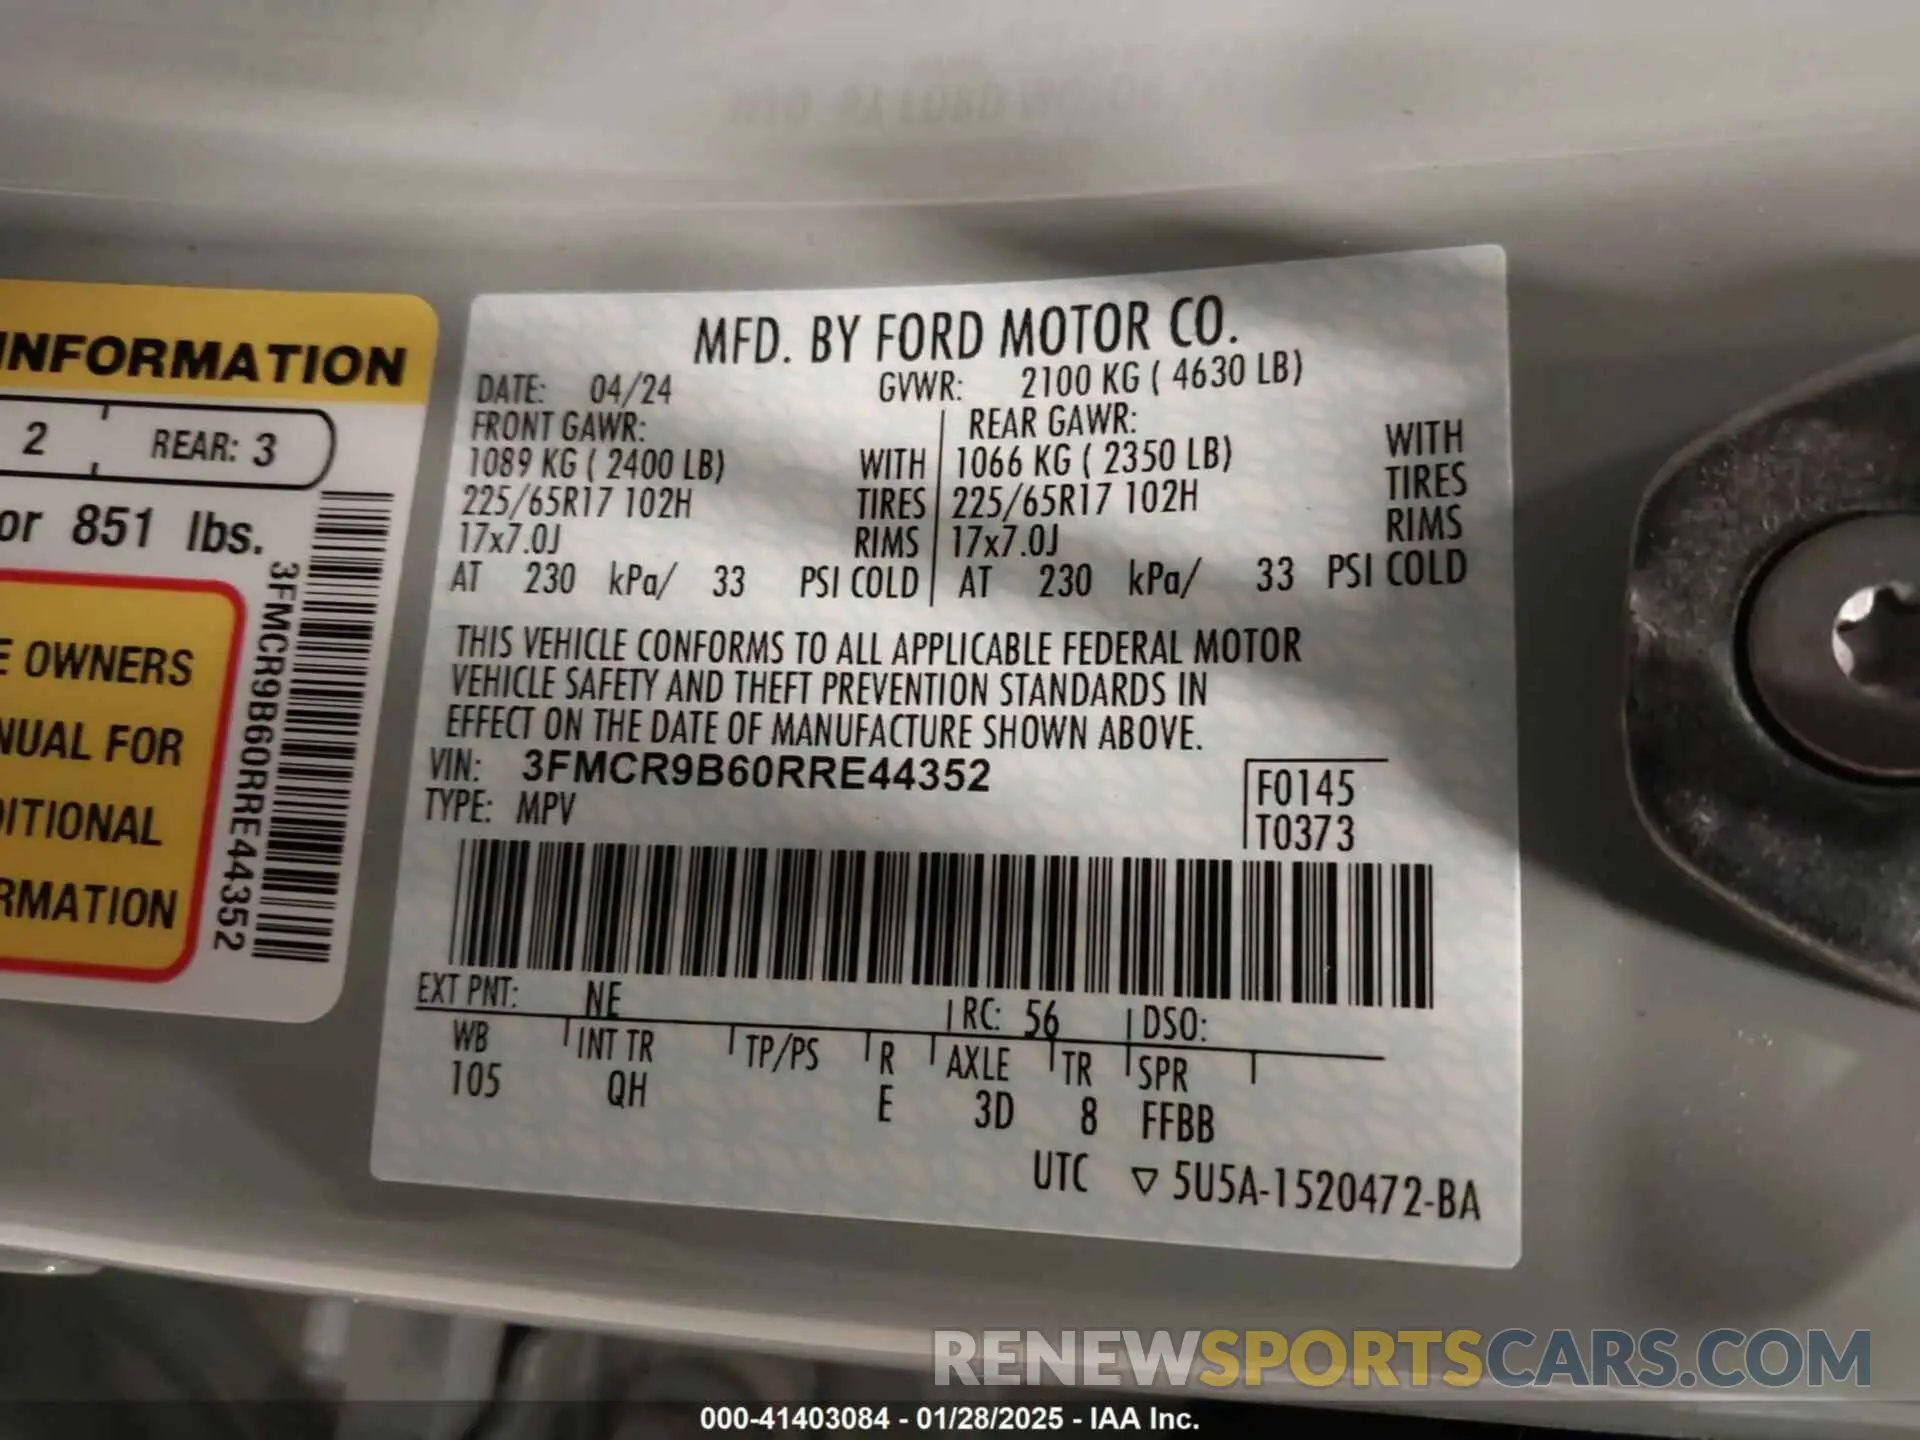 INFORMATION
2 REAR: 3
or 851 lbs.
OWNERS
FOR
3FMCR9B60RRE44352
MFD. BY FORD MOTOR CO.
DATE: 04/24 GVWR: 2100 KG ( 4630 LB)
FRONT GAWR: REAR GAWR:
1089 KG ( 2400 LB) WITH 1066 KG ( 2350 LB) WITH
225/65R17 102H TIRES 225/65R17 102H TIRES
17x7.0J RIMS 17x7.0J RIMS
AT 230 kPa/ 33 PSI COLD AT 230 kPa/ 33 PSI COLD
THIS VEHICLE CONFORMS TO ALL APPLICABLE FEDERAL MOTOR
VEHICLE SAFETY AND THEFT PREVENTION STANDARDS IN
EFFECT ON THE DATE OF MANUFACTURE SHOWN ABOVE.
VIN: 3FMCR9B60RRE44352
TYPE: MPV
F0145
T0373
EXT PNT: NE RC: 56 DSO:
WB INT TR TP/PS R AXLE TR SPR
105 QH E 3D 8 FFBB
UTC ▽ 5U5A-1520472-BA
RENEWSPORTSCARS.COM
000-41403084 - 01/28/2025 - IAA Inc.